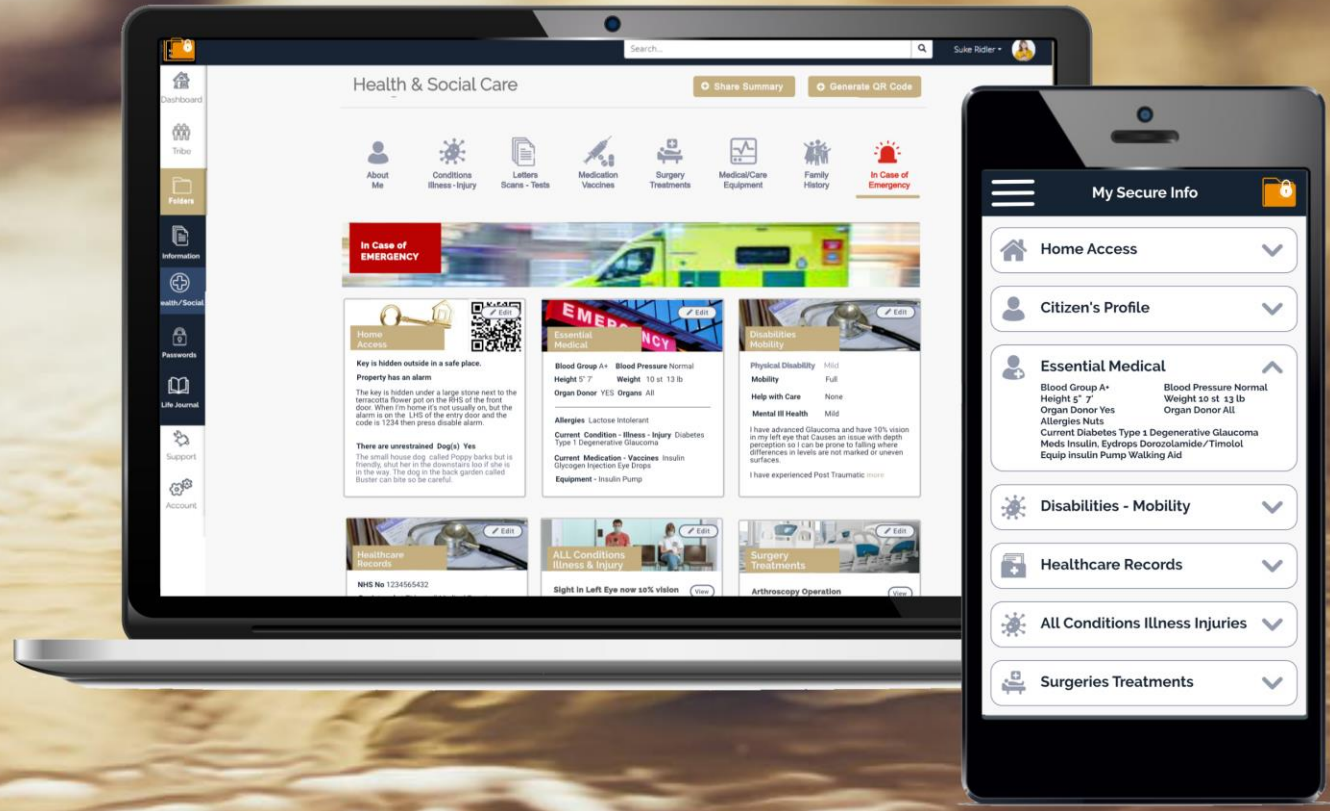 Search...
Suke Ridler
Dashboard
Tribe
Folders
Information
ealth/Social
Passwords
Life Journal
Support
Account
Health & Social Care
Share Summary
Generate QR Code
About
Me
Conditions
Illness - Injury
Letters
Scans - Tests
Medication
Vaccines
Surgery
Treatments
Medical/Care
Equipment
Family
History
In Case of
Emergency
In Case of
EMERGENCY
Edit
Home
Access
Key is hidden outside in a safe place.
Property has an alarm
The key is hidden under a large stone next to the
terracotta flower pot on the RHS of the front
door. When I'm home it's not usually on, but the
alarm is on the LHS of the entry door and the
code is 1234 then press disable alarm.
There are unrestrained Dog(s) Yes
The small house dog called Poppy barks but is
friendly, shut her in the downstairs loo if she is
in the way. The dog in the back garden called
Buster can bite so be careful.
EMERGENCY
Edit
Essential
Medical
Blood Group A+ Blood Pressure Normal
Height 5" 7' Weight 10 st 13 lb
Organ Donor YES Organs All
Allergies Lactose Intolerant
Current Condition - Illness - Injury Diabetes
Type 1 Degenerative Glaucoma
Current Medication - Vaccines Insulin
Glycogen Injection Eye Drops
Equipment - Insulin Pump
Edit
Disabilities
Mobility
Physical Disability Mild
Mobility Full
Help with Care None
Mental Ill Health Mild
I have advanced Glaucoma and have 10% vision
in my left eye that Causes an issue with depth
perception so I can be prone to falling where
differences in levels are not marked or uneven
surfaces.
I have experienced Post Traumatic more
Edit
Healthcare
Records
NHS No 1234565432
Edit
ALL Conditions
Illness & Injury
Sight in Left Eye now 10% vision
View
Edit
Surgery
Treatments
Arthroscopy Operation
View
My Secure Info
Home Access
Citizen's Profile
Essential Medical
Blood Group A+ Blood Pressure Normal
Height 5" 7' Weight 10 st 13 lb
Organ Donor Yes Organ Donor All
Allergies Nuts
Current Diabetes Type 1 Degenerative Glaucoma
Meds Insulin, Eydrops Dorozolamide/Timolol
Equip insulin Pump Walking Aid
Disabilities - Mobility
Healthcare Records
All Conditions Illness Injuries
Surgeries Treatments